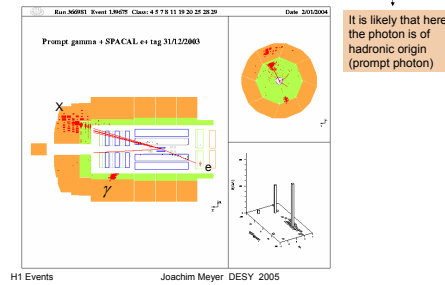 Run 366981 Event 139675 Class: 4 5 7 8 11 19 20 25 28 29 Date 2/01/2004
It is likely that here
the photon is of
hadronic origin
(prompt photon)
Prompt gamma + SPACAL e+ tag 31/12/2003
X
e
γ
H1 Events
Joachim Meyer DESY 2005